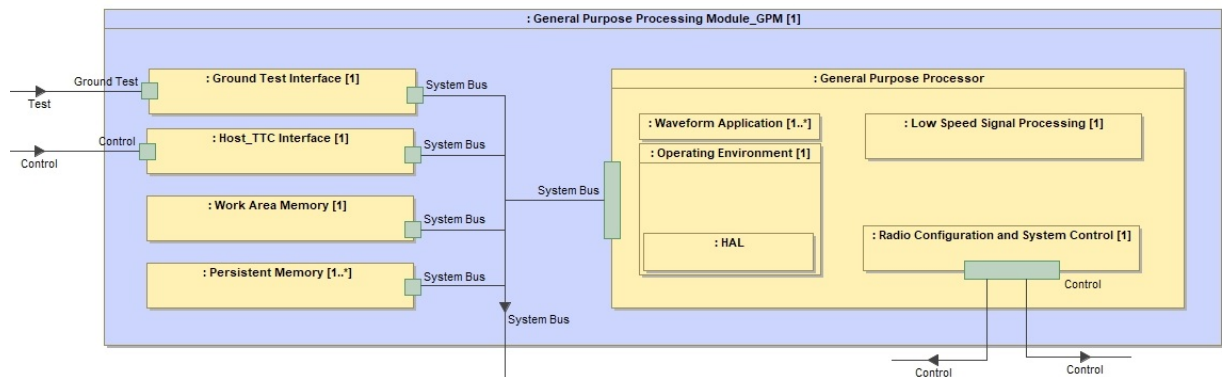 : General Purpose Processing Module_GPM [1]
Ground Test
Test
: Ground Test Interface [1]
System Bus
: General Purpose Processor
Control
Control
: Host_TTC Interface [1]
System Bus
: Waveform Application [1..*]
: Low Speed Signal Processing [1]
: Operating Environment [1]
System Bus
: Work Area Memory [1]
System Bus
: HAL
: Radio Configuration and System Control [1]
: Persistent Memory [1..*]
System Bus
Control
System Bus
Control
Control